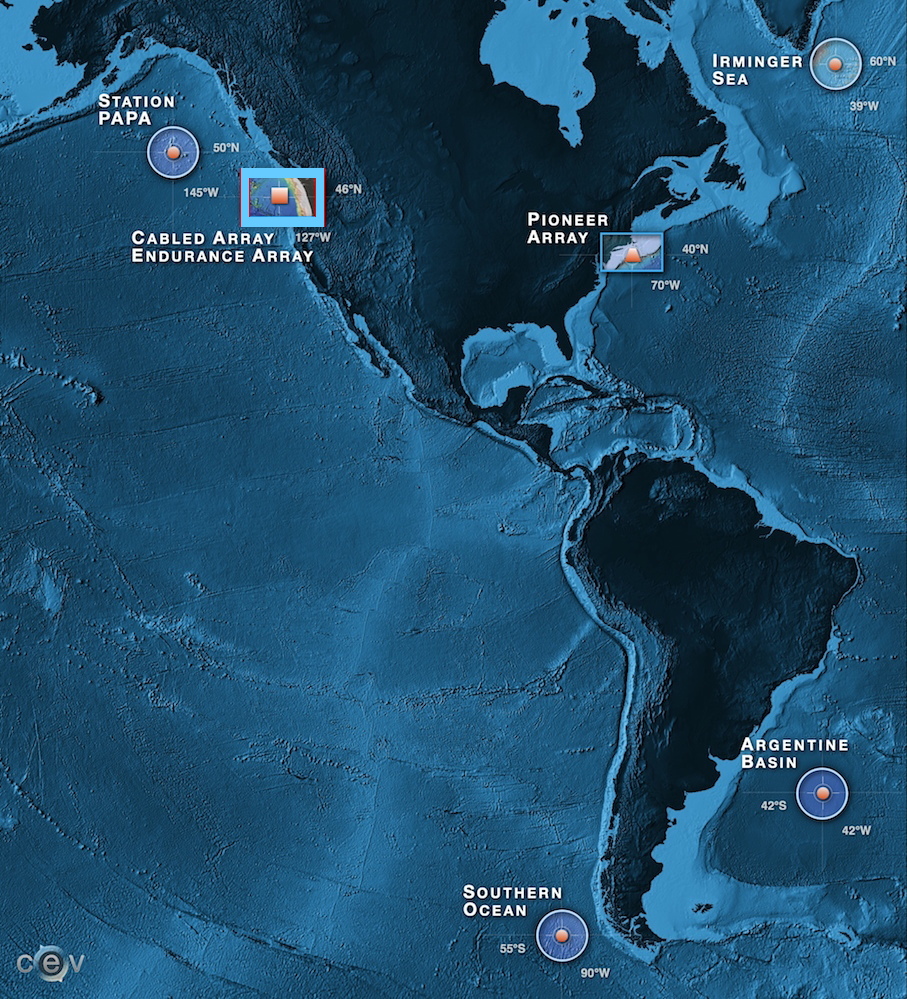 IRMINGER
SEA
60°N
39°W
STATION
PAPA
50°N
145°W
46°N
127°W
CABLED ARRAY
ENDURANCE ARRAY
PIONEER
ARRAY
40°N
70°W
ARGENTINE
BASIN
42°S
42°W
SOUTHERN
OCEAN
55°S
90°W
cev